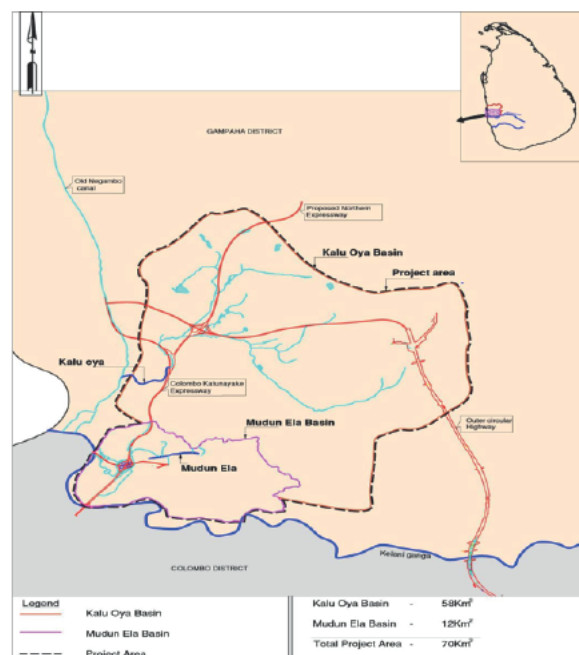 GAMPAHA DISTRICT
Old Nagambo
canal
Proposed Northern
Expressway
Kalu Oya Basin
Project area
Kalu oya
Colombo Katunayake
Expressway
Mudun Ela Basin
Outer circular
Highway
Mudun Ela
Kelani ganga
COLOMBO DISTRICT
Legend
Kalu Oya Basin
Mudun Ela Basin
Project Area
Kalu Oya Basin - 58Km²
Mudun Ela Basin - 12Km²
Total Project Area - 70Km²